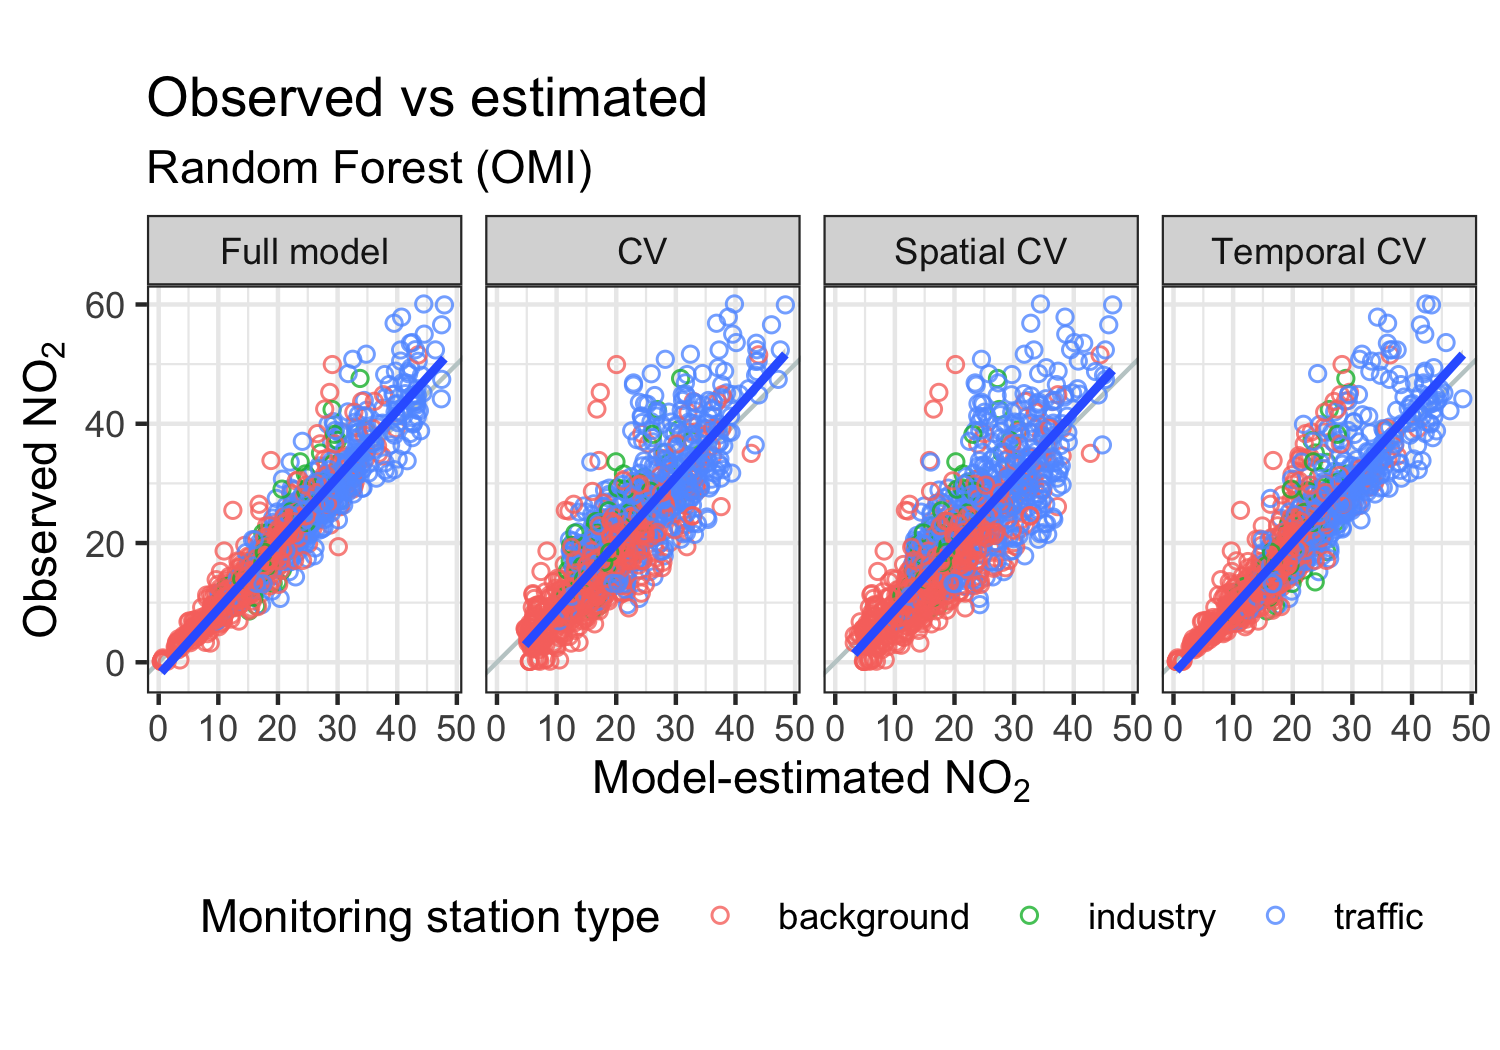 Observed vs estimated
Random Forest (OMI)
Full model CV Spatial CV Temporal CV
60
40
20
0
Observed NO₂
0 10 20 30 40 50 0 10 20 30 40 50 0 10 20 30 40 50 0 10 20 30 40 50
Model-estimated NO₂
Monitoring station type background industry traffic